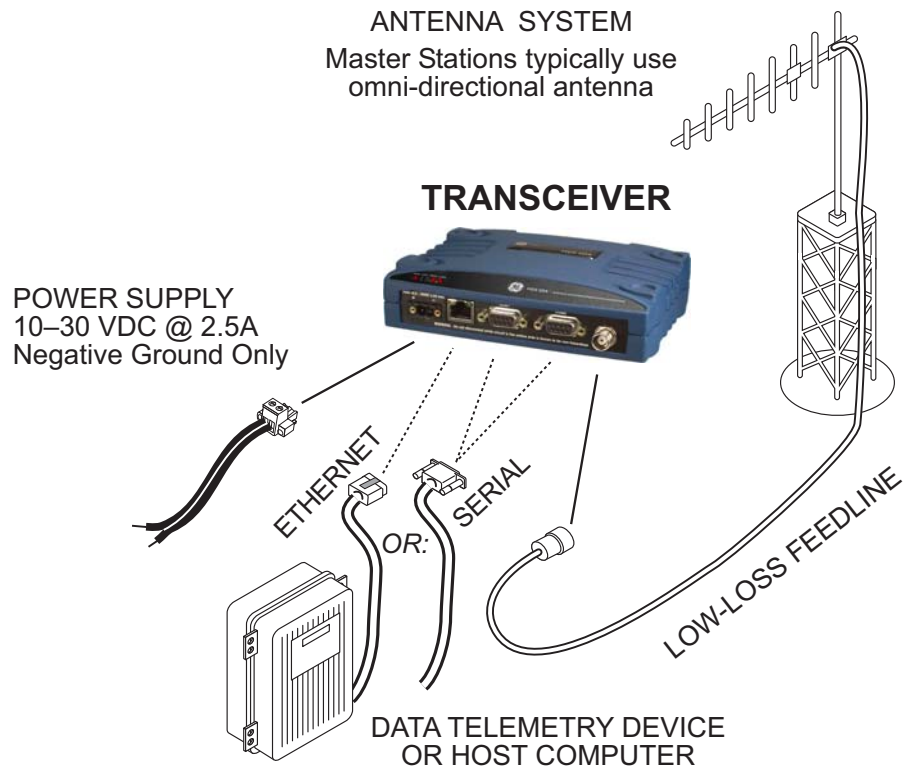 ANTENNA SYSTEM
Master Stations typically use
omni-directional antenna
TRANSCEIVER
POWER SUPPLY
10–30 VDC @ 2.5A
Negative Ground Only
ETHERNET
OR:
SERIAL
LOW-LOSS FEEDLINE
DATA TELEMETRY DEVICE
OR HOST COMPUTER